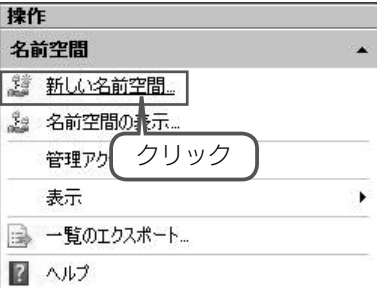 操作
名前空間
新しい名前空間...
名前空間の表示...
管理アク
クリック
表示
一覧のエクスポート...
ヘルプ